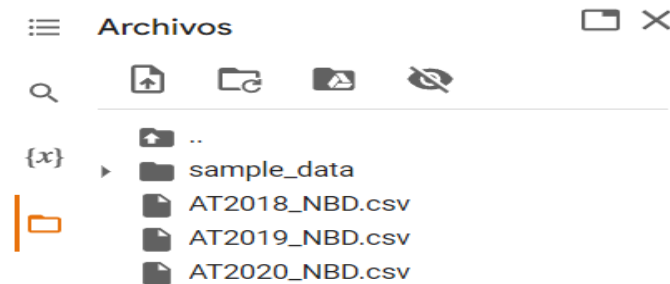 Archivos
..
{x}
sample_data
AT2018_NBD.csv
AT2019_NBD.csv
AT2020_NBD.csv